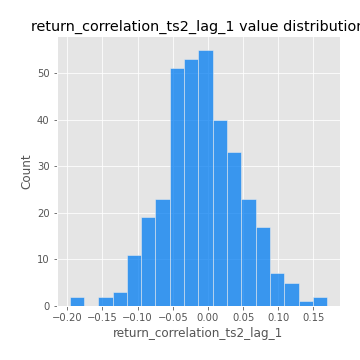 return_correlation_ts2_lag_1 value distribution
50
40
30
20
10
0
Count
−0.20 −0.15 −0.10 −0.05 0.00 0.05 0.10 0.15
return_correlation_ts2_lag_1